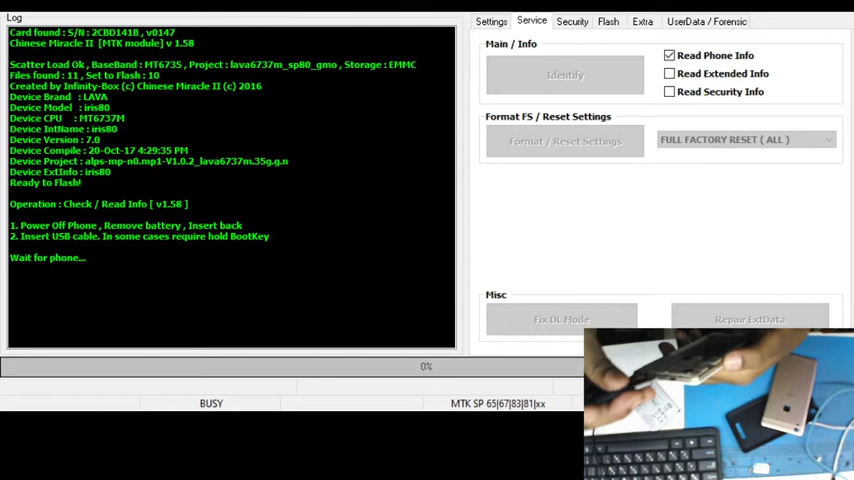 Log
Card found : S/N : 2CBD141B , v0147
Chinese Miracle II [MTK module] v 1.58
Scatter Load Ok , BaseBand : MT6735 , Project : lava6737m_sp80_gmo , Storage : EMMC
Files found : 11 , Set to Flash : 10
Created by Infinity-Box (c) Chinese Miracle II (c) 2016
Device Brand : LAVA
Device Model : iris80
Device CPU : MT6737M
Device IntName : iris80
Device Version : 7.0
Device Compile : 20-Oct-17 4:29:35 PM
Device Project : alps-mp-n0.mp1-V1.0.2_lava6737m.35g.g.n
Device ExtInfo : iris80
Ready to Flash!
Operation : Check / Read Info [ v1.58 ]
1. Power Off Phone , Remove battery , Insert back
2. Insert USB cable. In some cases require hold BootKey
Wait for phone...
0%
BUSY
MTK SP 65|67|83|81|xx
Settings
Service
Security
Flash
Extra
UserData / Forensic
Main / Info
Identify
Read Phone Info
Read Extended Info
Read Security Info
Format FS / Reset Settings
Format / Reset Settings
FULL FACTORY RESET ( ALL )
Misc
Fix DL Mode
Repair ExtData